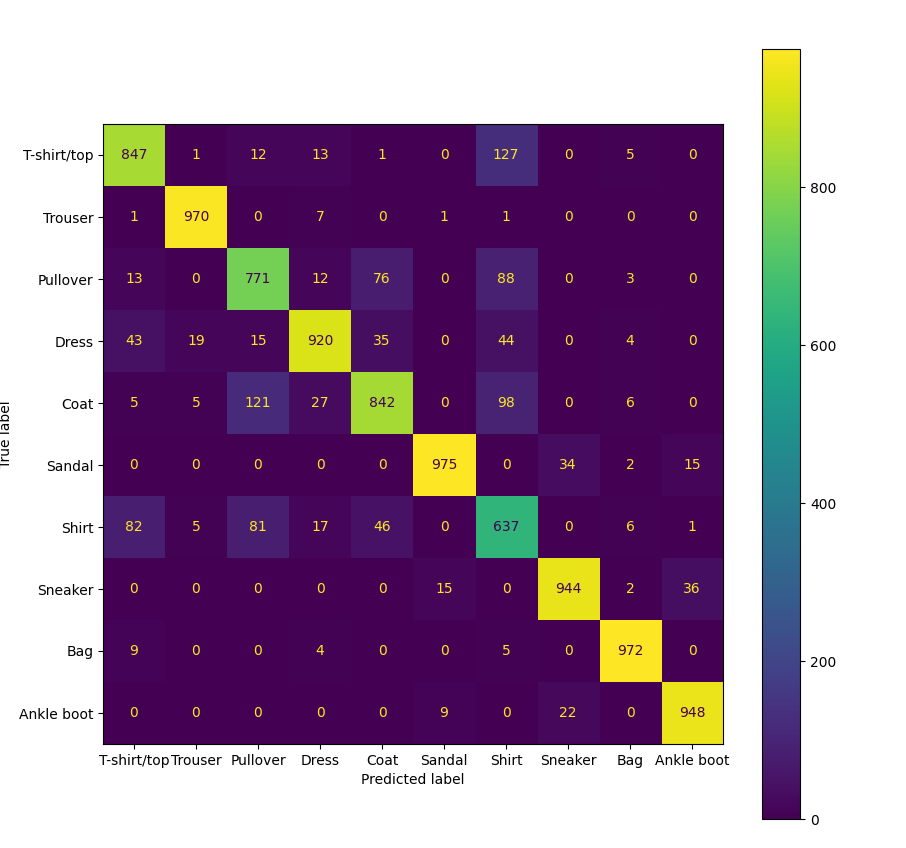 T-shirt/top 847 1 12 13 1 0 127 0 5 0
Trouser 1 970 0 7 0 1 1 0 0 0
Pullover 13 0 771 12 76 0 88 0 3 0
Dress 43 19 15 920 35 0 44 0 4 0
Coat 5 5 121 27 842 0 98 0 6 0
Sandal 0 0 0 0 0 975 0 34 2 15
Shirt 82 5 81 17 46 0 637 0 6 1
Sneaker 0 0 0 0 0 15 0 944 2 36
Bag 9 0 0 4 0 0 5 0 972 0
Ankle boot 0 0 0 0 0 9 0 22 0 948
T-shirt/top Trouser Pullover Dress Coat Sandal Shirt Sneaker Bag Ankle boot
Predicted label
True label
800
600
400
200
0